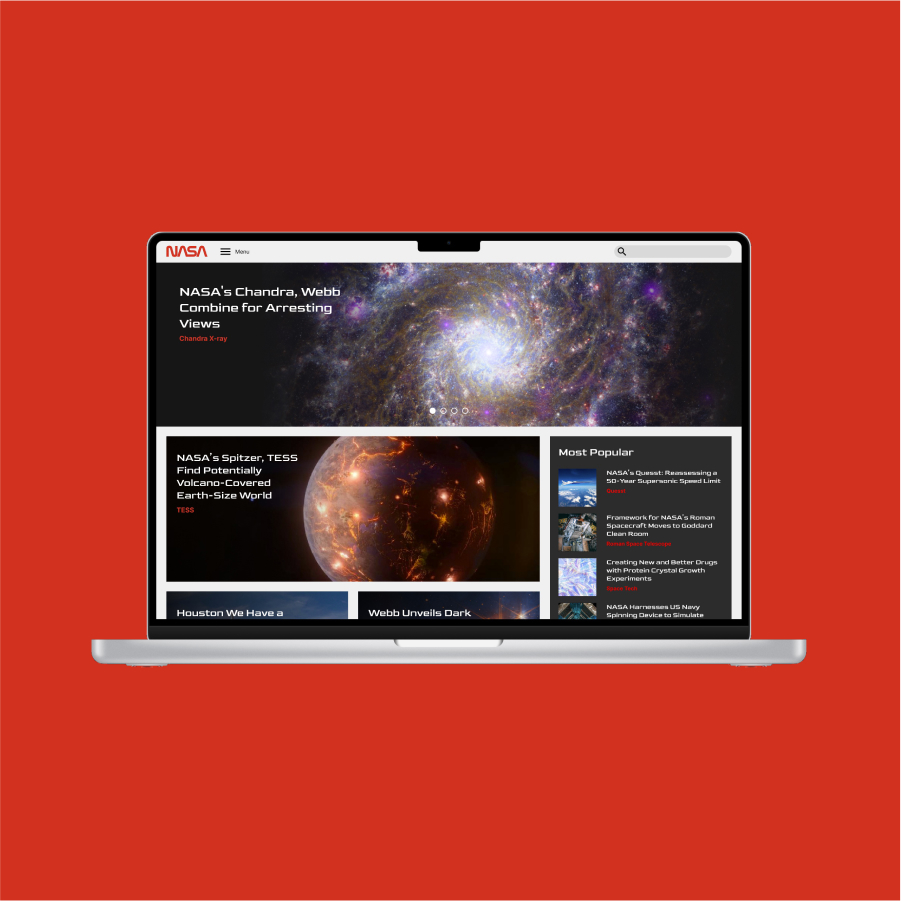 NASA
Menu
NASA's Chandra, Webb
Combine for Arresting
Views
Chandra X-ray
NASA's Spitzer, TESS
Find Potentially
Volcano-Covered
Earth-Size World
TESS
Houston We Have a
Webb Unveils Dark
Most Popular
NASA's Quesst: Reassessing a
50-Year Supersonic Speed Limit
Quesst
Framework for NASA's Roman
Spacecraft Moves to Goddard
Clean Room
Roman Space Telescope
Creating New and Better Drugs
with Protein Crystal Growth
Experiments
Space Tech
NASA Harnesses US Navy
Spinning Device to Simulate